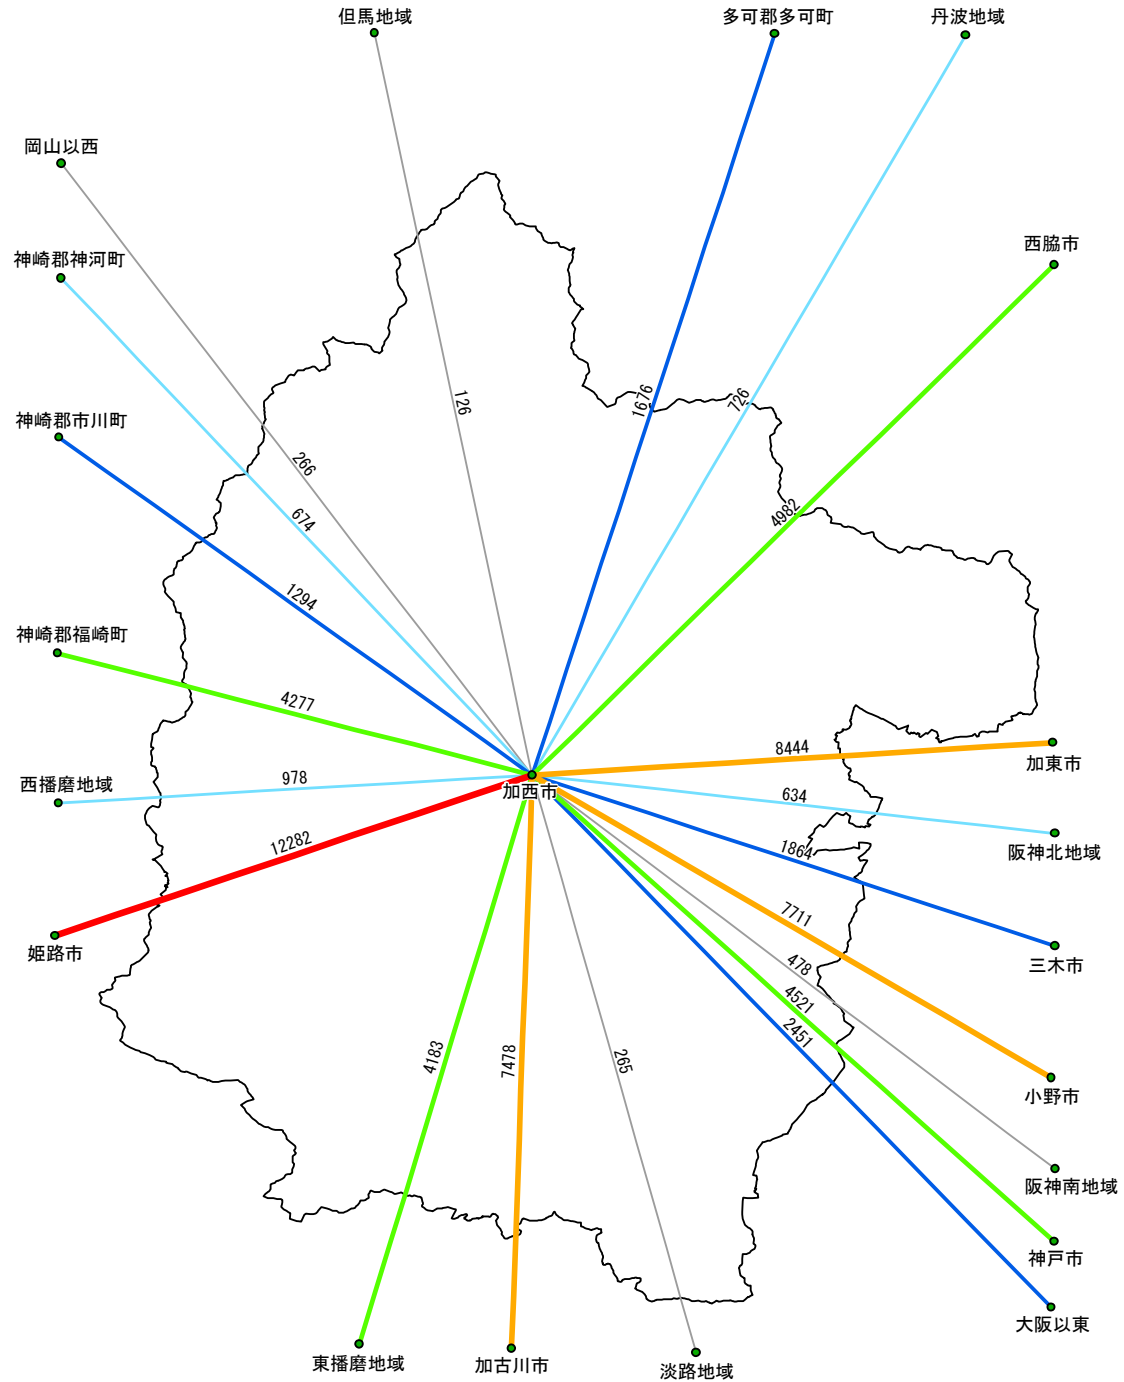 但馬地域
多可郡多可町
丹波地域
岡山以西
西脇市
神崎郡神河町
126
1676
726
神崎郡市川町
266
674
4982
1294
神崎郡福崎町
4277
8444
加東市
西播磨地域
978
加西市
634
12282
1864
阪神北地域
7711
姫路市
478
三木市
4521
2451
4183
7478
265
小野市
阪神南地域
神戸市
大阪以東
東播磨地域
加古川市
淡路地域